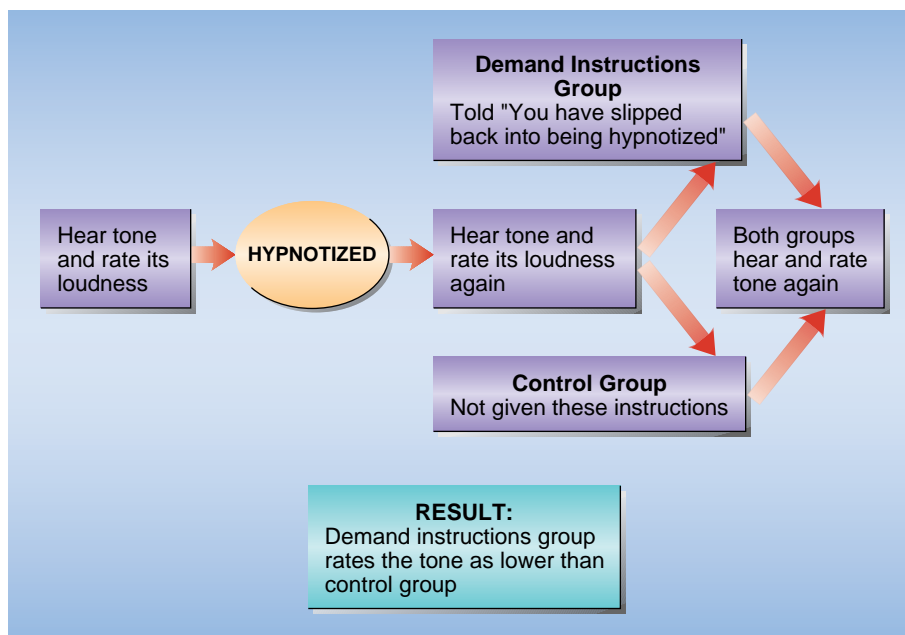 Demand Instructions
Group
Told "You have slipped
back into being hypnotized"
Hear tone
and rate its
loudness
HYPNOTIZED
Hear tone and
rate its loudness
again
Both groups
hear and rate
tone again
Control Group
Not given these instructions
RESULT:
Demand instructions group
rates the tone as lower than
control group